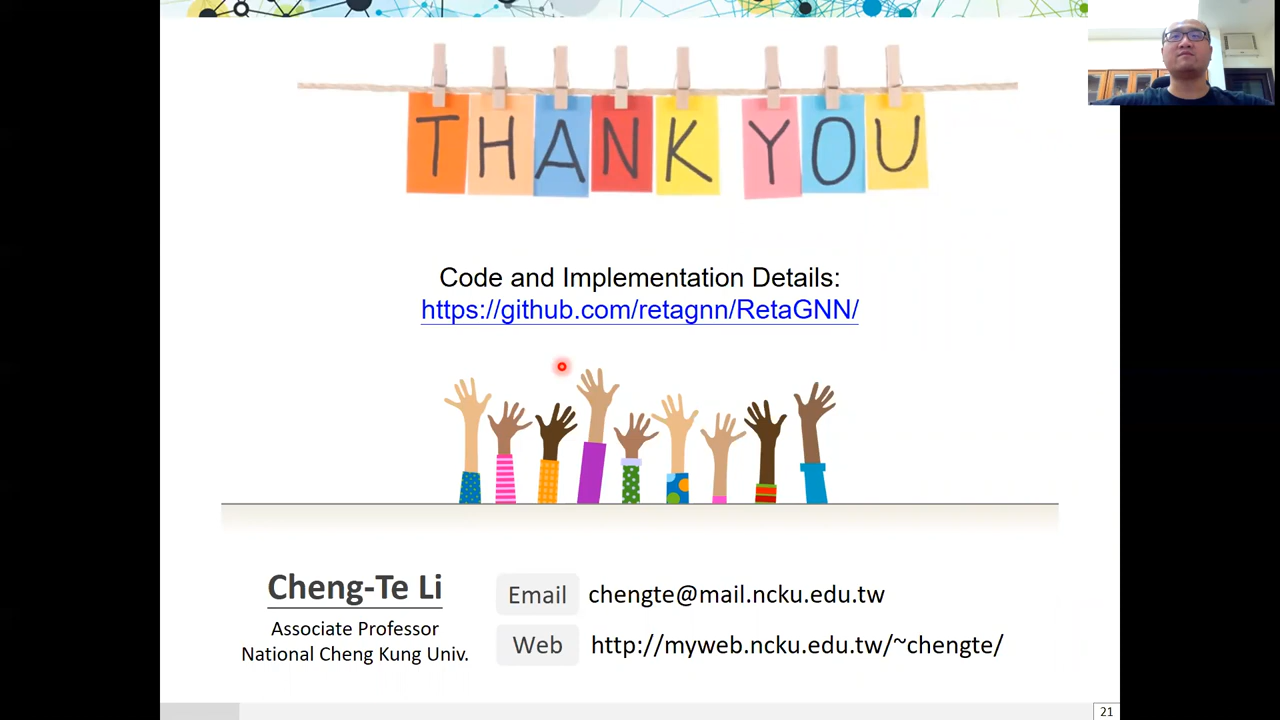 THANK YOU
Code and Implementation Details:
https://github.com/retagnn/RetaGNN/
Cheng-Te Li
Associate Professor
National Cheng Kung Univ.
Email chengte@mail.ncku.edu.tw
Web http://myweb.ncku.edu.tw/~chengte/
21